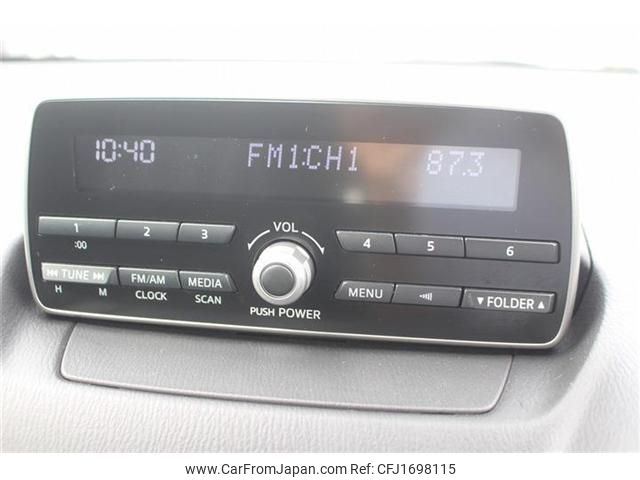 10:40 FM1:CH1 87.3
1 2 3 VOL 4 5 6
:00
TUNE FM/AM MEDIA MENU FOLDER
H M CLOCK SCAN PUSH POWER
www.CarFromJapan.com / RefNo:CFJ1698115